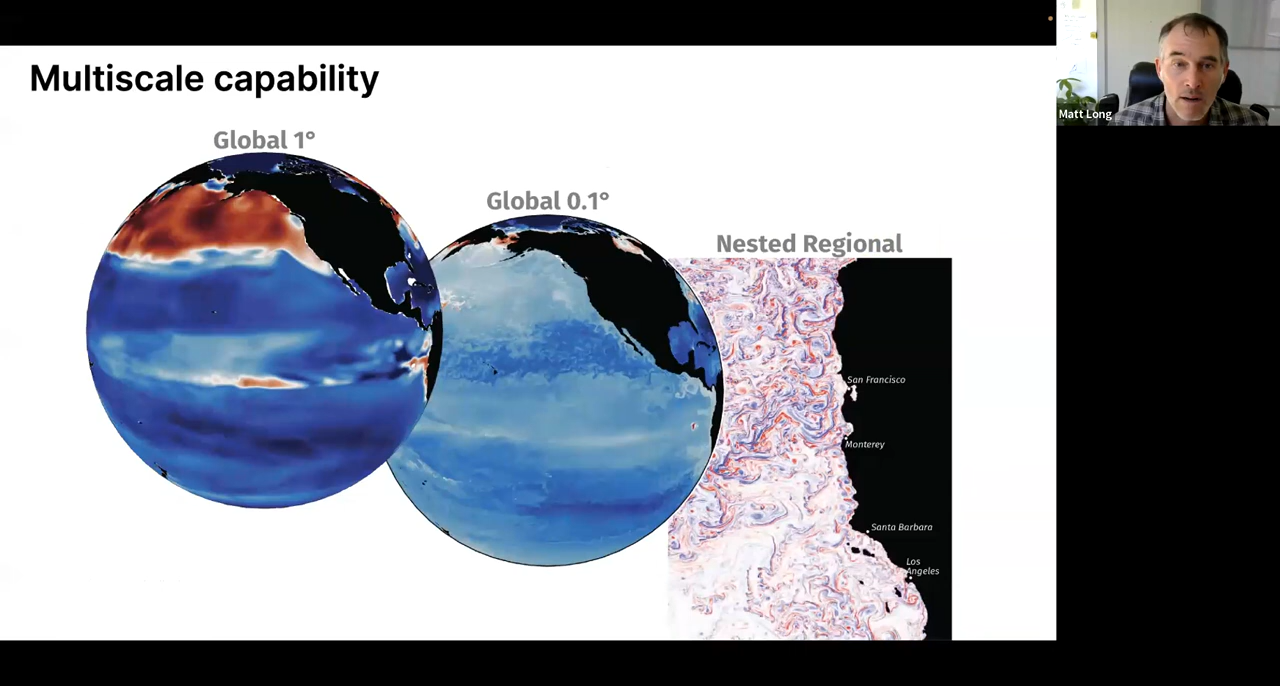 Multiscale capability
Global 1°
Global 0.1°
Nested Regional
San Francisco
Monterey
Santa Barbara
Los
Angeles
Matt Long